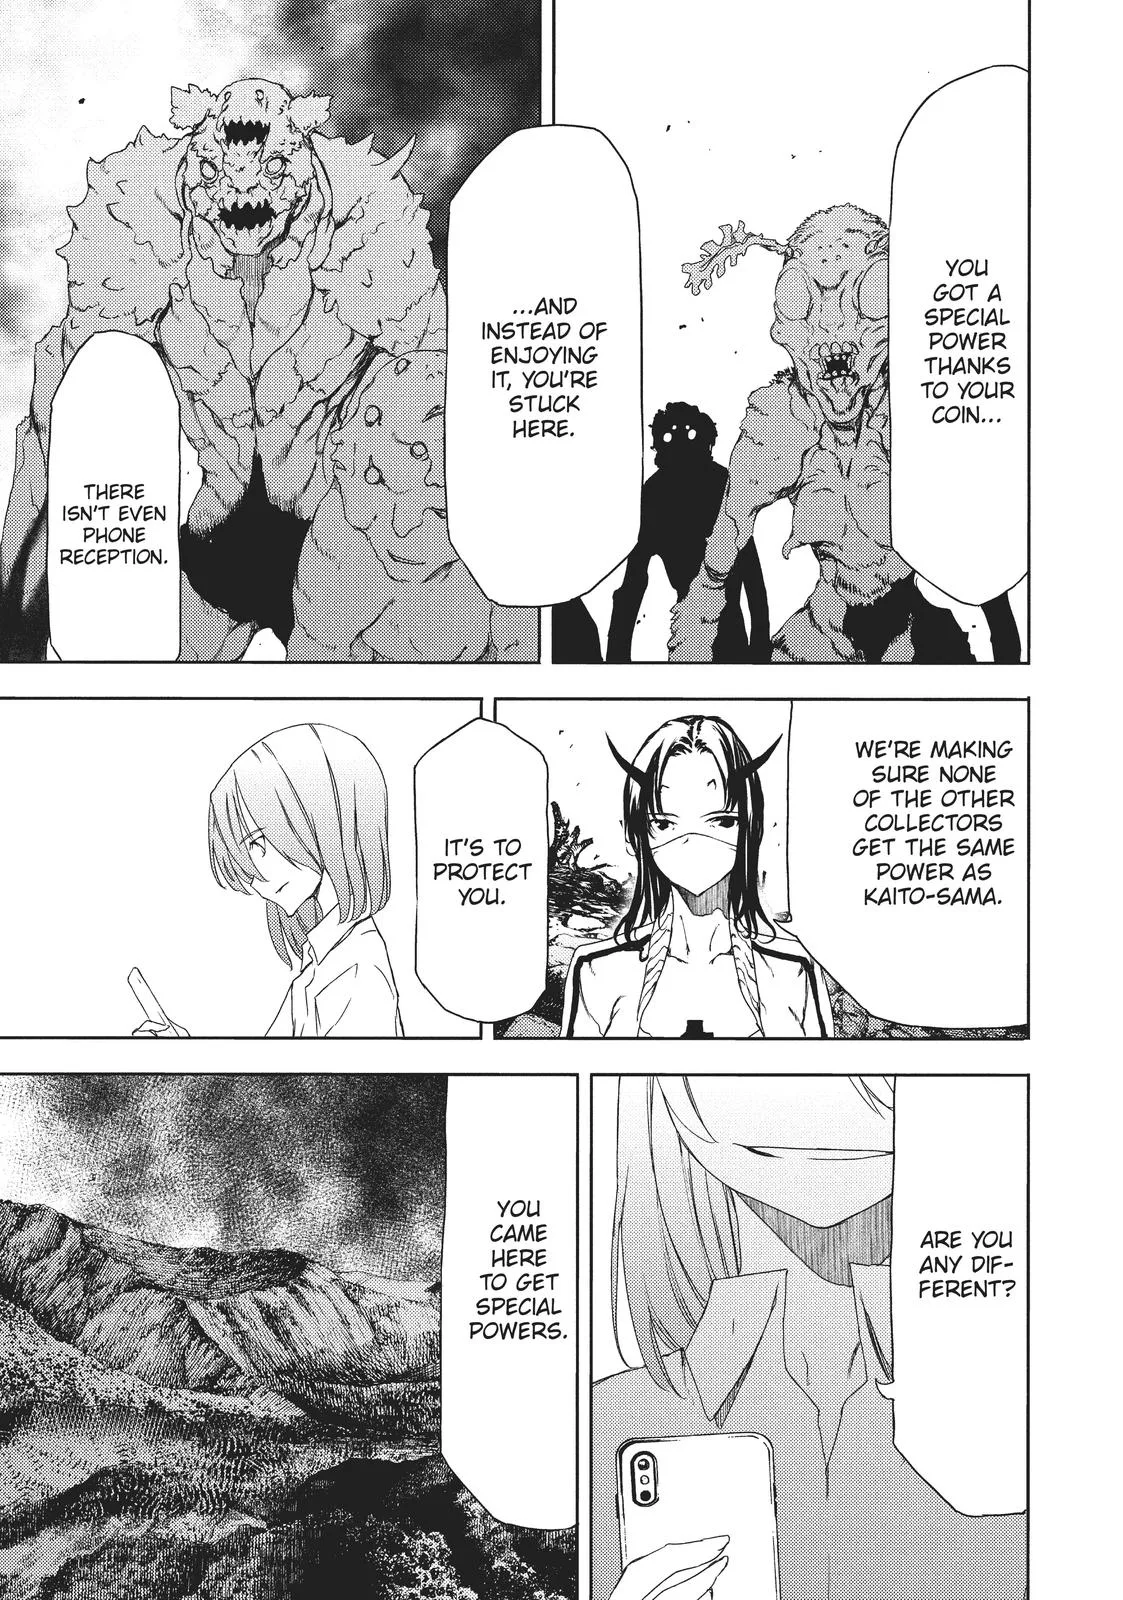 YOU
GOT A
SPECIAL
POWER
THANKS
TO YOUR
COIN...
...AND
INSTEAD OF
ENJOYING
IT, YOU'RE
STUCK
HERE.
THERE
ISN'T EVEN
PHONE
RECEPTION.
WE'RE MAKING
SURE NONE
OF THE OTHER
COLLECTORS
GET THE SAME
POWER AS
KAITO-SAMA.
IT'S TO
PROTECT
YOU.
ARE YOU
ANY DIF-
FERENT?
YOU
CAME
HERE
TO GET
SPECIAL
POWERS.